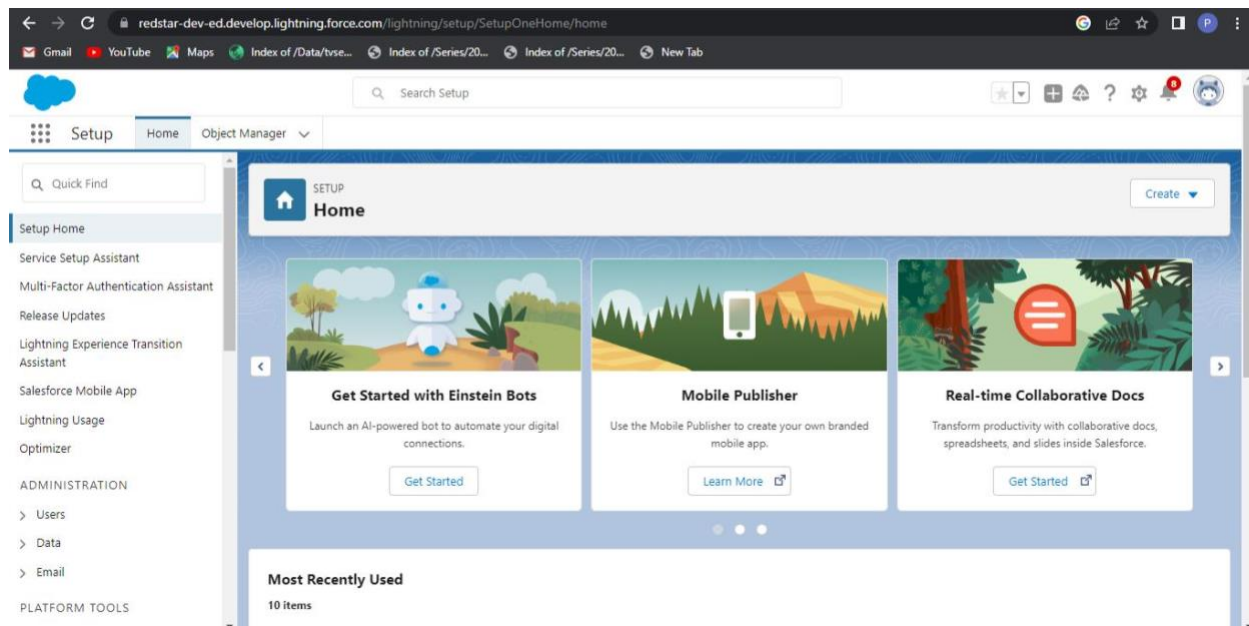 redstar-dev-ed.develop.lightning.force.com/lightning/setup/SetupOneHome/home
P
Gmail YouTube Maps Index of /Data/tvse... Index of /Series/20... Index of /Series/20... New Tab
Search Setup
8
Setup Home Object Manager
Quick Find
Setup Home
Service Setup Assistant
Multi-Factor Authentication Assistant
Release Updates
Lightning Experience Transition
Assistant
Salesforce Mobile App
Lightning Usage
Optimizer
ADMINISTRATION
Users
Data
Email
PLATFORM TOOLS
SETUP
Home
Create
Get Started with Einstein Bots
Launch an AI-powered bot to automate your digital
connections.
Get Started
Mobile Publisher
Use the Mobile Publisher to create your own branded
mobile app.
Learn More
Real-time Collaborative Docs
Transform productivity with collaborative docs,
spreadsheets, and slides inside Salesforce.
Get Started
Most Recently Used
10 items